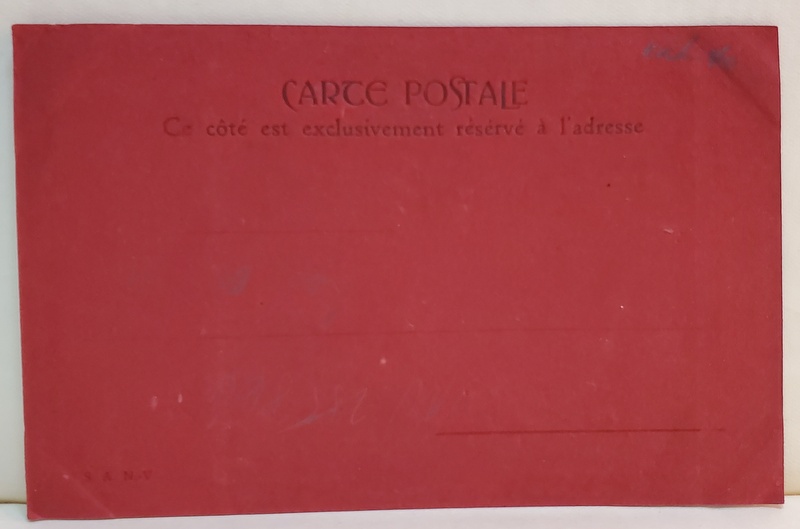 CARTE POSTALE
Ce côté est exclusivement réservé à l'adresse